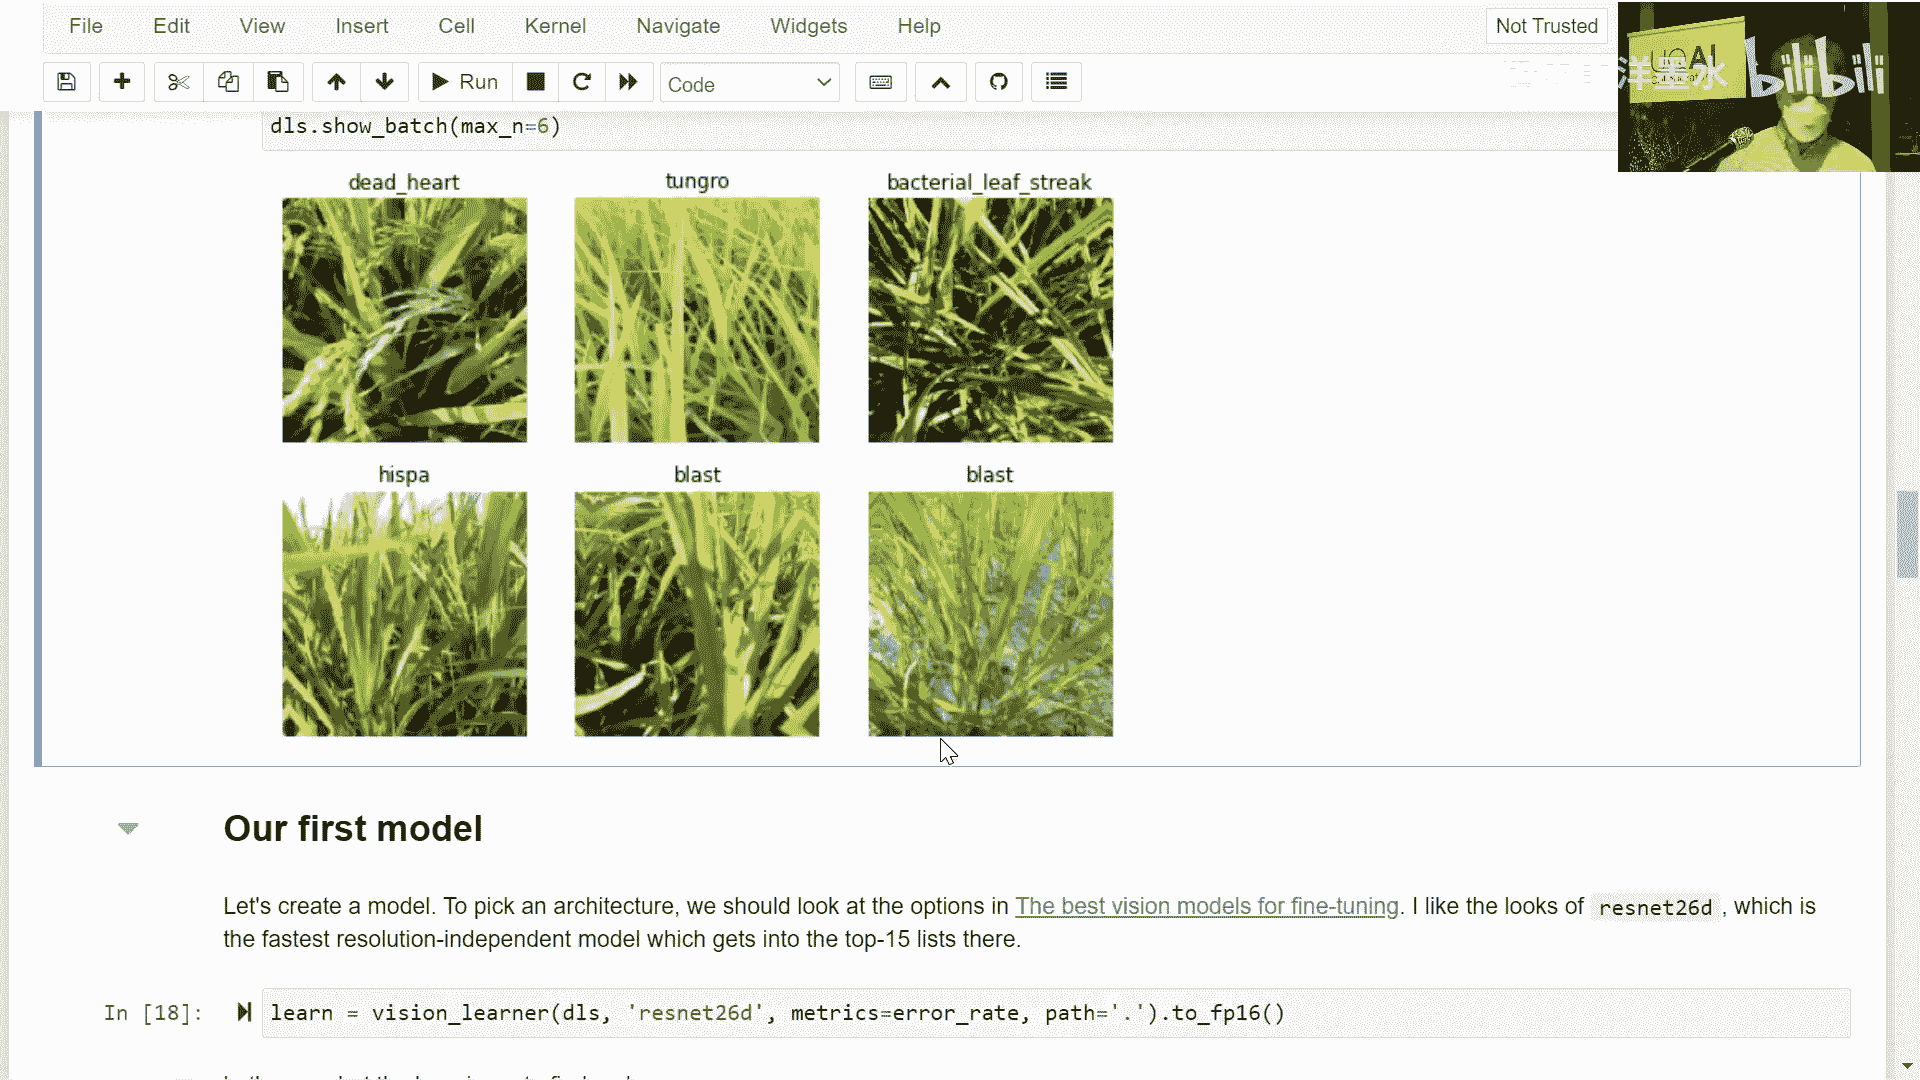 File Edit View Insert Cell Kernel Navigate Widgets Help Not Trusted
Run Code
洋墨水 bilibili
dls.show_batch(max_n=6)
dead_heart tungro bacterial_leaf_streak
hispa blast blast
Our first model
Let's create a model. To pick an architecture, we should look at the options in The best vision models for fine-tuning. I like the looks of resnet26d , which is
the fastest resolution-independent model which gets into the top-15 lists there.
In [18]: learn = vision_learner(dls, 'resnet26d', metrics=error_rate, path='.').to_fp16()